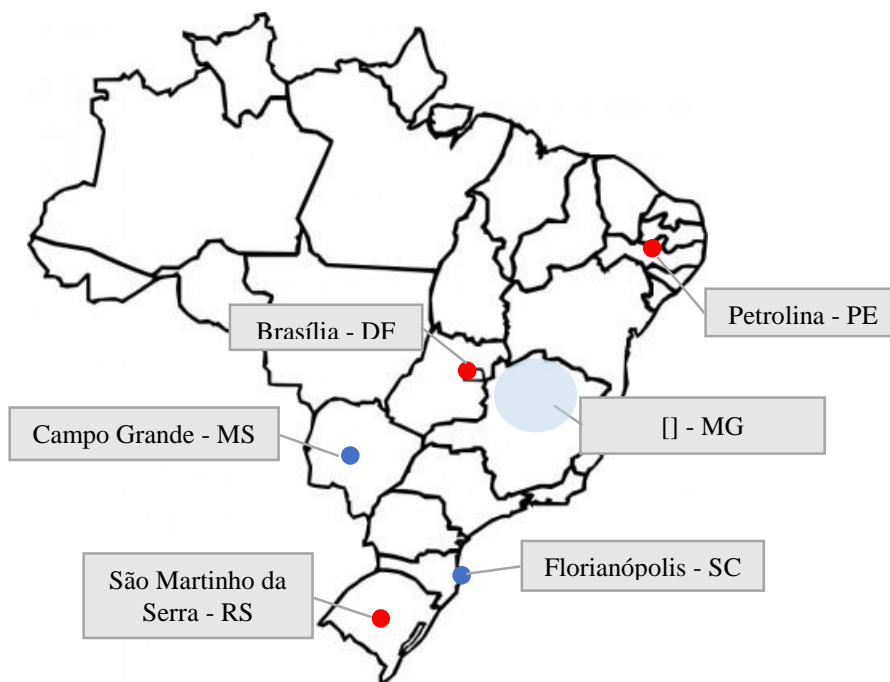 Petrolina - PE
Brasília - DF
Campo Grande - MS
[] - MG
Florianópolis - SC
São Martinho da
Serra - RS